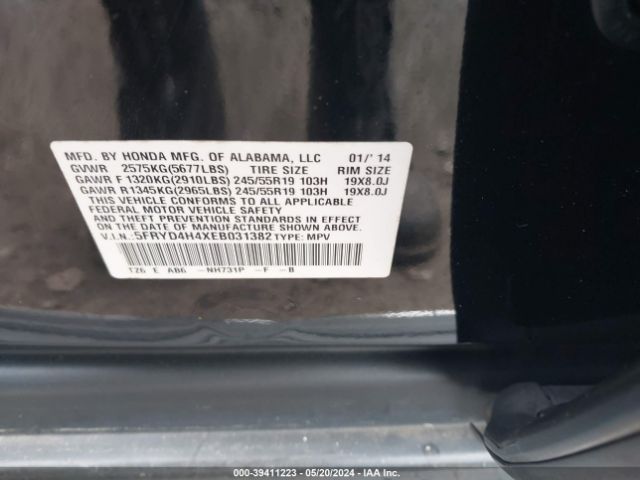 MFD. BY HONDA MFG. OF ALABAMA, LLC 01/'14
GVWR 2575KG(5677LBS) TIRE SIZE RIM SIZE
GAWR F 1320KG(2910LBS) 245/55R19 103H 19X8.0J
GAWR R1345KG(2965LBS) 245/55R19 103H 19X8.0J
THIS VEHICLE CONFORMS TO ALL APPLICABLE
FEDERAL MOTOR VEHICLE SAFETY
AND THEFT PREVENTION STANDARDS IN EFFECT ON
THE DATE OF MANUFACTURE SHOWN ABOVE.
V.I.N.: 5FRYD4H4XEB031382 TYPE: MPV
TZ6 E AB6 -NH731P -F -B
000-39411223 - 05/20/2024 - IAA